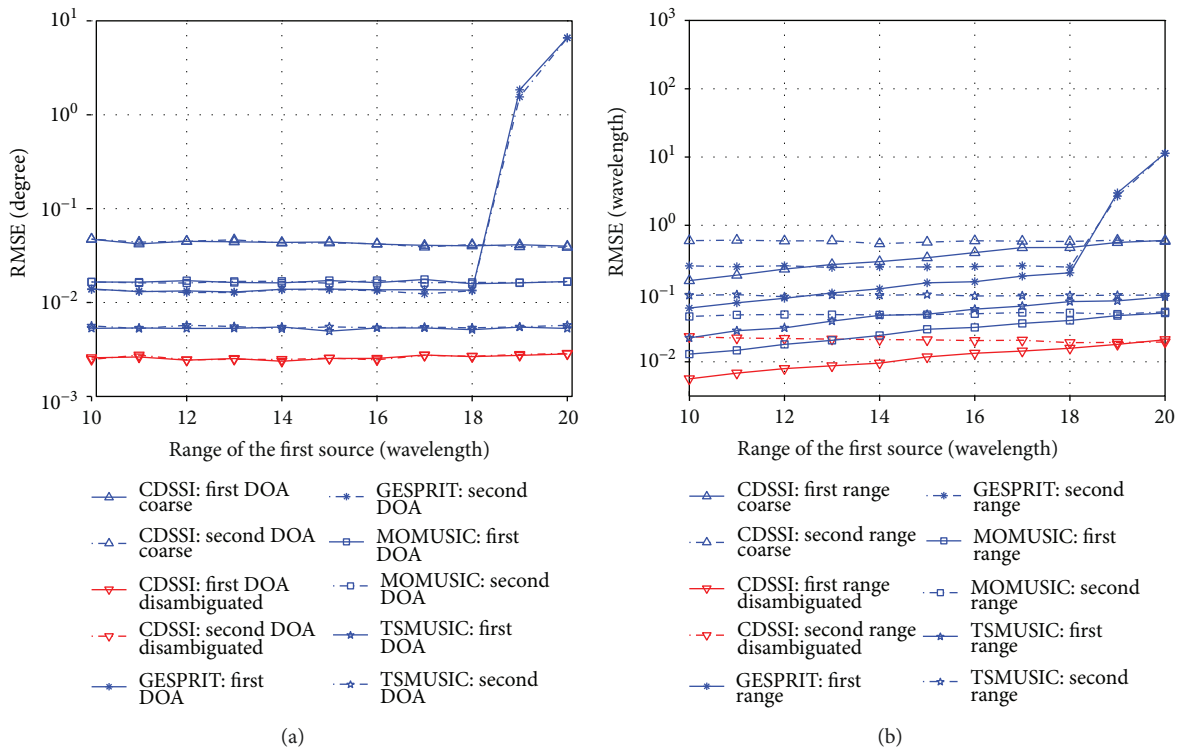 10^1
10^0
10^-1
10^-2
10^-3
RMSE (degree)
10 12 14 16 18 20
Range of the first source (wavelength)
CDSSI: first DOA
coarse
CDSSI: second DOA
coarse
CDSSI: first DOA
disambiguated
CDSSI: second DOA
disambiguated
GESPRIT: first
DOA
GESPRIT: second
DOA
MOMUSIC: first
DOA
MOMUSIC: second
DOA
TSMUSIC: first
DOA
TSMUSIC: second
DOA
(a)
10^3
10^2
10^1
10^0
10^-1
10^-2
RMSE (wavelength)
10 12 14 16 18 20
Range of the first source (wavelength)
CDSSI: first range
coarse
CDSSI: second range
coarse
CDSSI: first range
disambiguated
CDSSI: second range
disambiguated
GESPRIT: first
range
GESPRIT: second
range
MOMUSIC: first
range
MOMUSIC: second
range
TSMUSIC: first
range
TSMUSIC: second
range
(b)